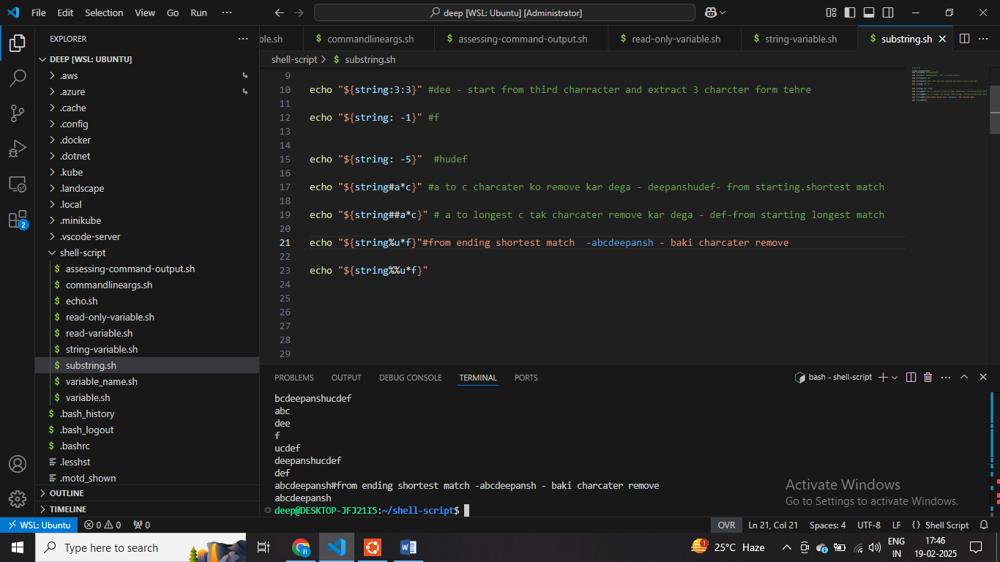 File Edit Selection View Go Run ··· deep [WSL: Ubuntu] [Administrator]
EXPLORER ···
DEEP [WSL: UBUNTU]
.aws
.azure
.cache
.config
.docker
.dotnet
.kube
.landscape
.local
.minikube
.vscode-server
shell-script
$ assessing-command-output.sh
$ commandlineargs.sh
$ echo.sh
$ read-only-variable.sh
$ read-variable.sh
$ string-variable.sh
$ substring.sh
$ variable_name.sh
$ variable.sh
$ .bash_history
$ .bash_logout
$ .bashrc
.lesshst
.motd_shown
OUTLINE
TIMELINE
2
ble.sh $ commandlineargs.sh $ assessing-command-output.sh $ read-only-variable.sh $ string-variable.sh $ substring.sh
shell-script > $ substring.sh
9
10 echo "${string:3:3}" #dee - start from third charracter and extract 3 charcter form tehre
11
12 echo "${string: -1}" #f
13
14
15 echo "${string: -5}"  #hudef
16
17 echo "${string#a*c}" #a to c charcater ko remove kar dega - deepanshudef- from starting.shortest match
18
19 echo "${string##a*c}" # a to longest c tak charcater remove kar dega - def-from starting longest match
20
21 echo "${string%u*f}"#from ending shortest match  -abcdeepansh - baki charcater remove
22
23 echo "${string%%u*f}"
24
25
26
27
28
29
PROBLEMS OUTPUT DEBUG CONSOLE TERMINAL PORTS bash - shell-script
bcdeepanshucdef
abc
dee
f
ucdef
deepanshucdef
def
abcdeepansh#from ending shortest match -abcdeepansh - baki charcater remove
abcdeepansh
deep@DESKTOP-JFJ21I5:~/shell-script$
Activate Windows
Go to Settings to activate Windows.
WSL: Ubuntu 0 0 0 OVR Ln 21, Col 21 Spaces: 4 UTF-8 LF Shell Script
Type here to search 1 25°C Haze ENG IN 17:46 19-02-2025